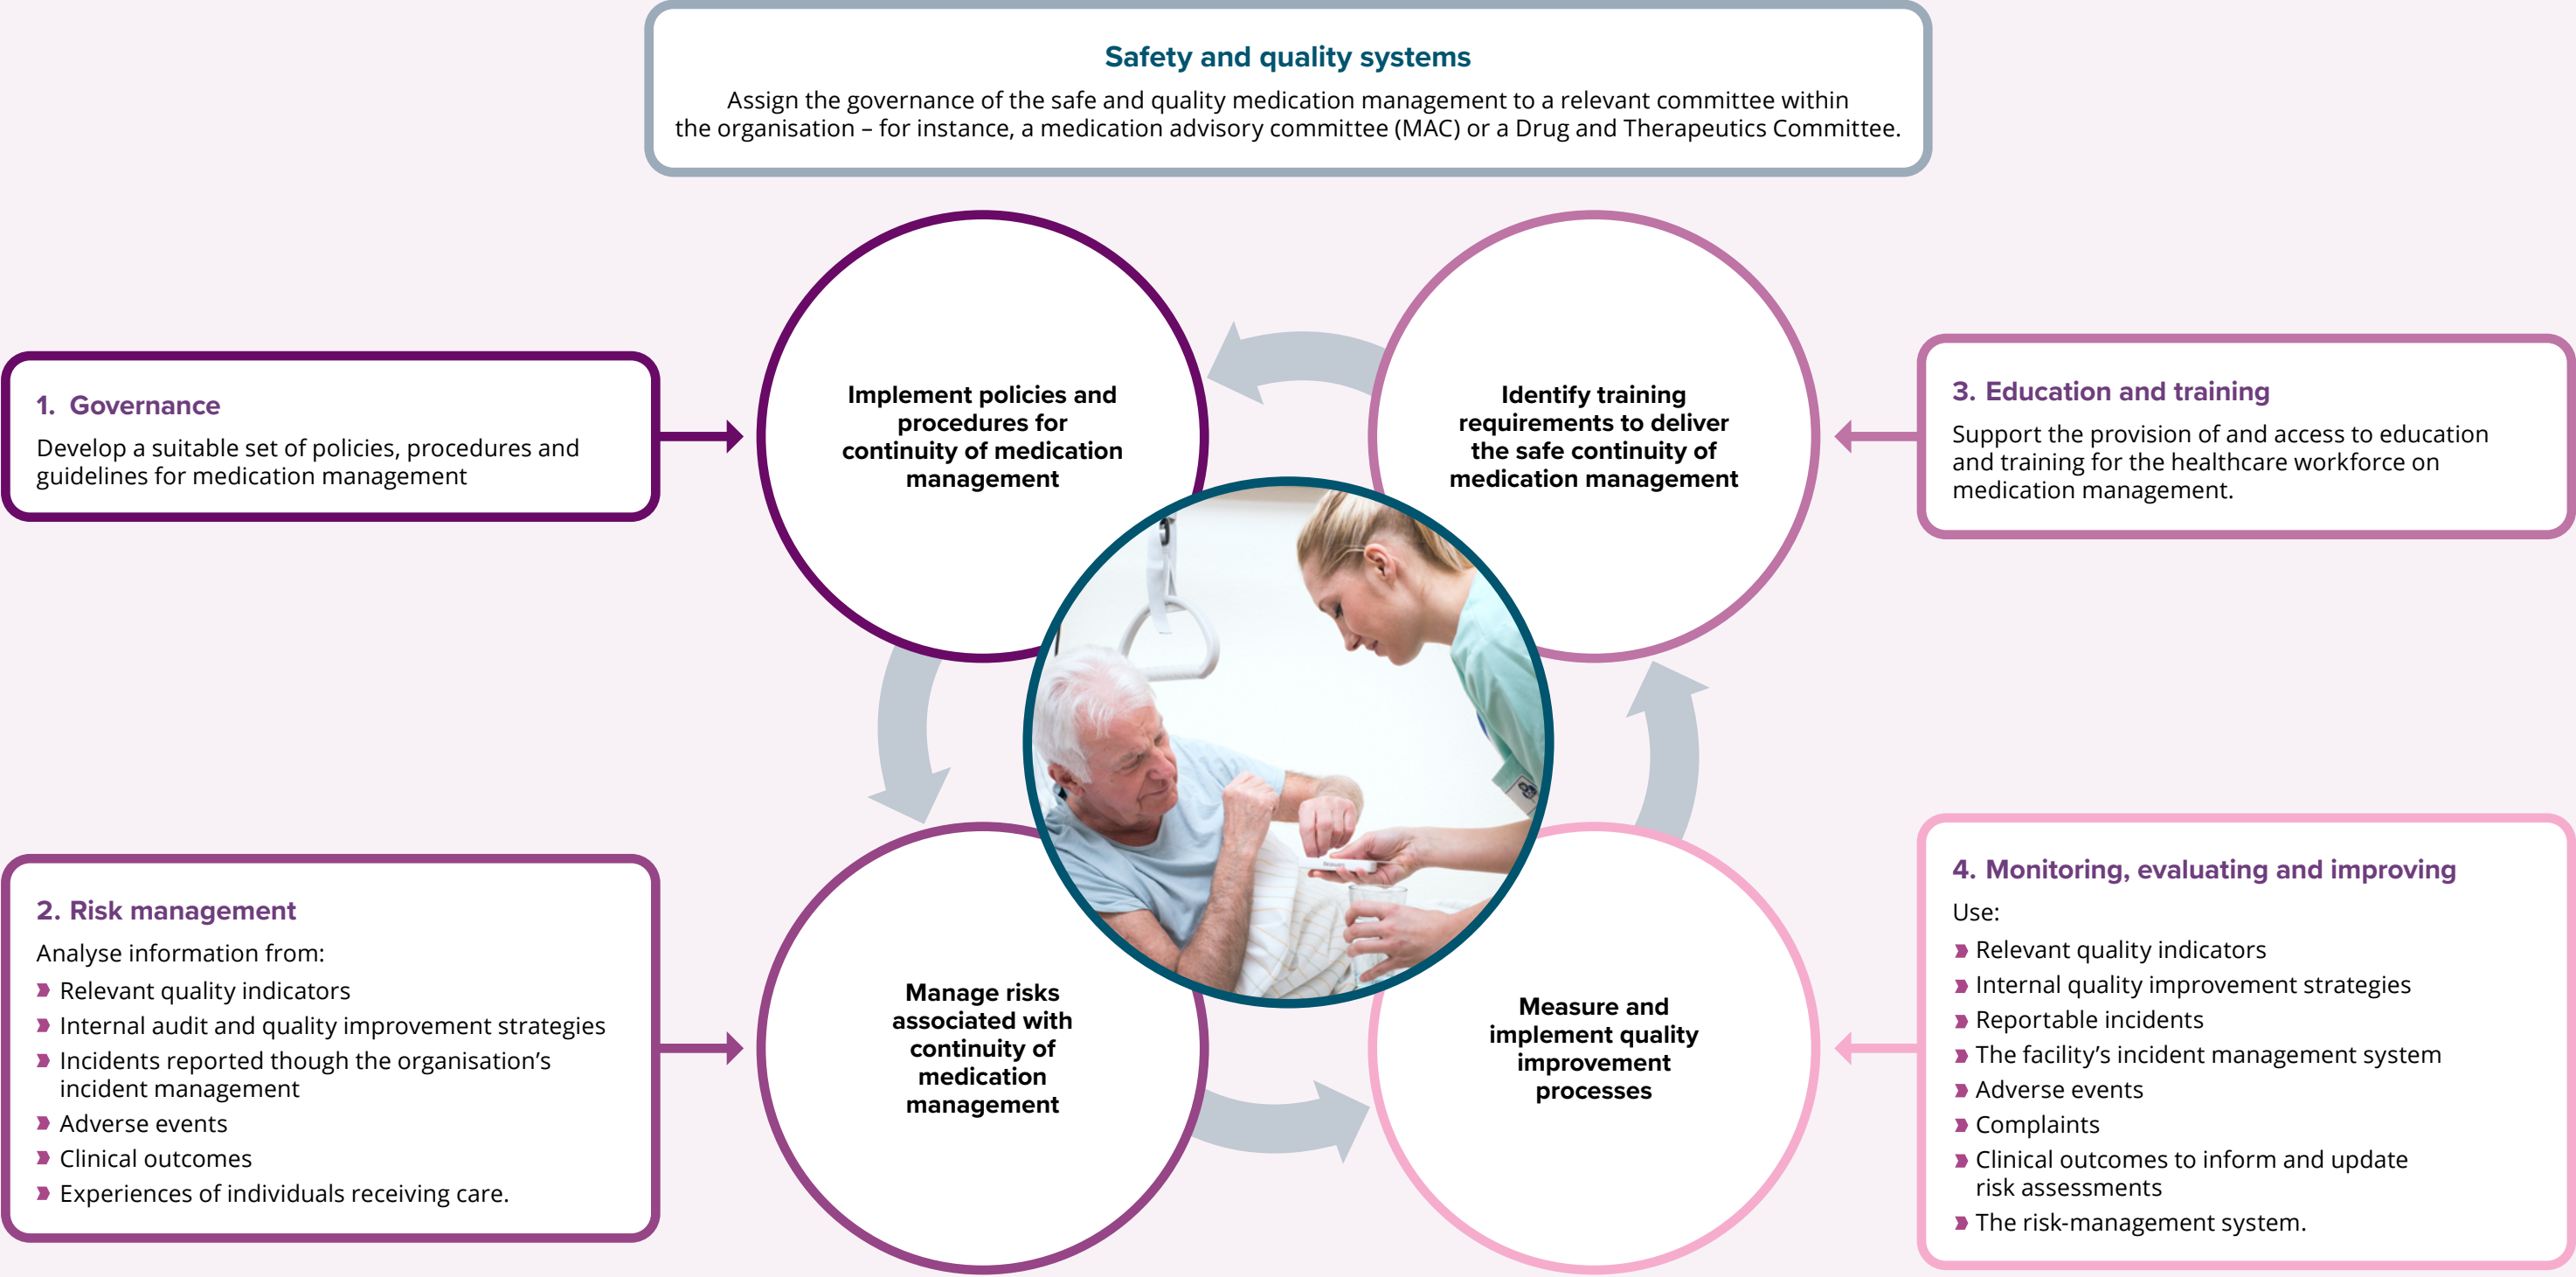 Safety and quality systems
Assign the governance of the safe and quality medication management to a relevant committee within
the organisation – for instance, a medication advisory committee (MAC) or a Drug and Therapeutics Committee.
1. Governance
Develop a suitable set of policies, procedures and
guidelines for medication management
Implement policies and
procedures for
continuity of medication
management
Identify training
requirements to deliver
the safe continuity of
medication management
3. Education and training
Support the provision of and access to education
and training for the healthcare workforce on
medication management.
2. Risk management
Analyse information from:
Relevant quality indicators
Internal audit and quality improvement strategies
Incidents reported though the organisation’s
incident management
Adverse events
Clinical outcomes
Experiences of individuals receiving care.
Manage risks
associated with
continuity of
medication
management
Measure and
implement quality
improvement
processes
4. Monitoring, evaluating and improving
Use:
Relevant quality indicators
Internal quality improvement strategies
Reportable incidents
The facility’s incident management system
Adverse events
Complaints
Clinical outcomes to inform and update
risk assessments
The risk-management system.